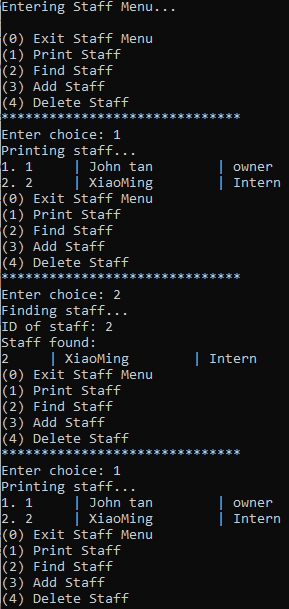 Entering Staff Menu...
(0) Exit Staff Menu
(1) Print Staff
(2) Find Staff
(3) Add Staff
(4) Delete Staff
******************************
Enter choice: 1
Printing staff...
1. 1     | John tan        | owner
2. 2     | XiaoMing        | Intern
(0) Exit Staff Menu
(1) Print Staff
(2) Find Staff
(3) Add Staff
(4) Delete Staff
******************************
Enter choice: 2
Finding staff...
ID of staff: 2
Staff found:
2     | XiaoMing        | Intern
(0) Exit Staff Menu
(1) Print Staff
(2) Find Staff
(3) Add Staff
(4) Delete Staff
******************************
Enter choice: 1
Printing staff...
1. 1     | John tan        | owner
2. 2     | XiaoMing        | Intern
(0) Exit Staff Menu
(1) Print Staff
(2) Find Staff
(3) Add Staff
(4) Delete Staff